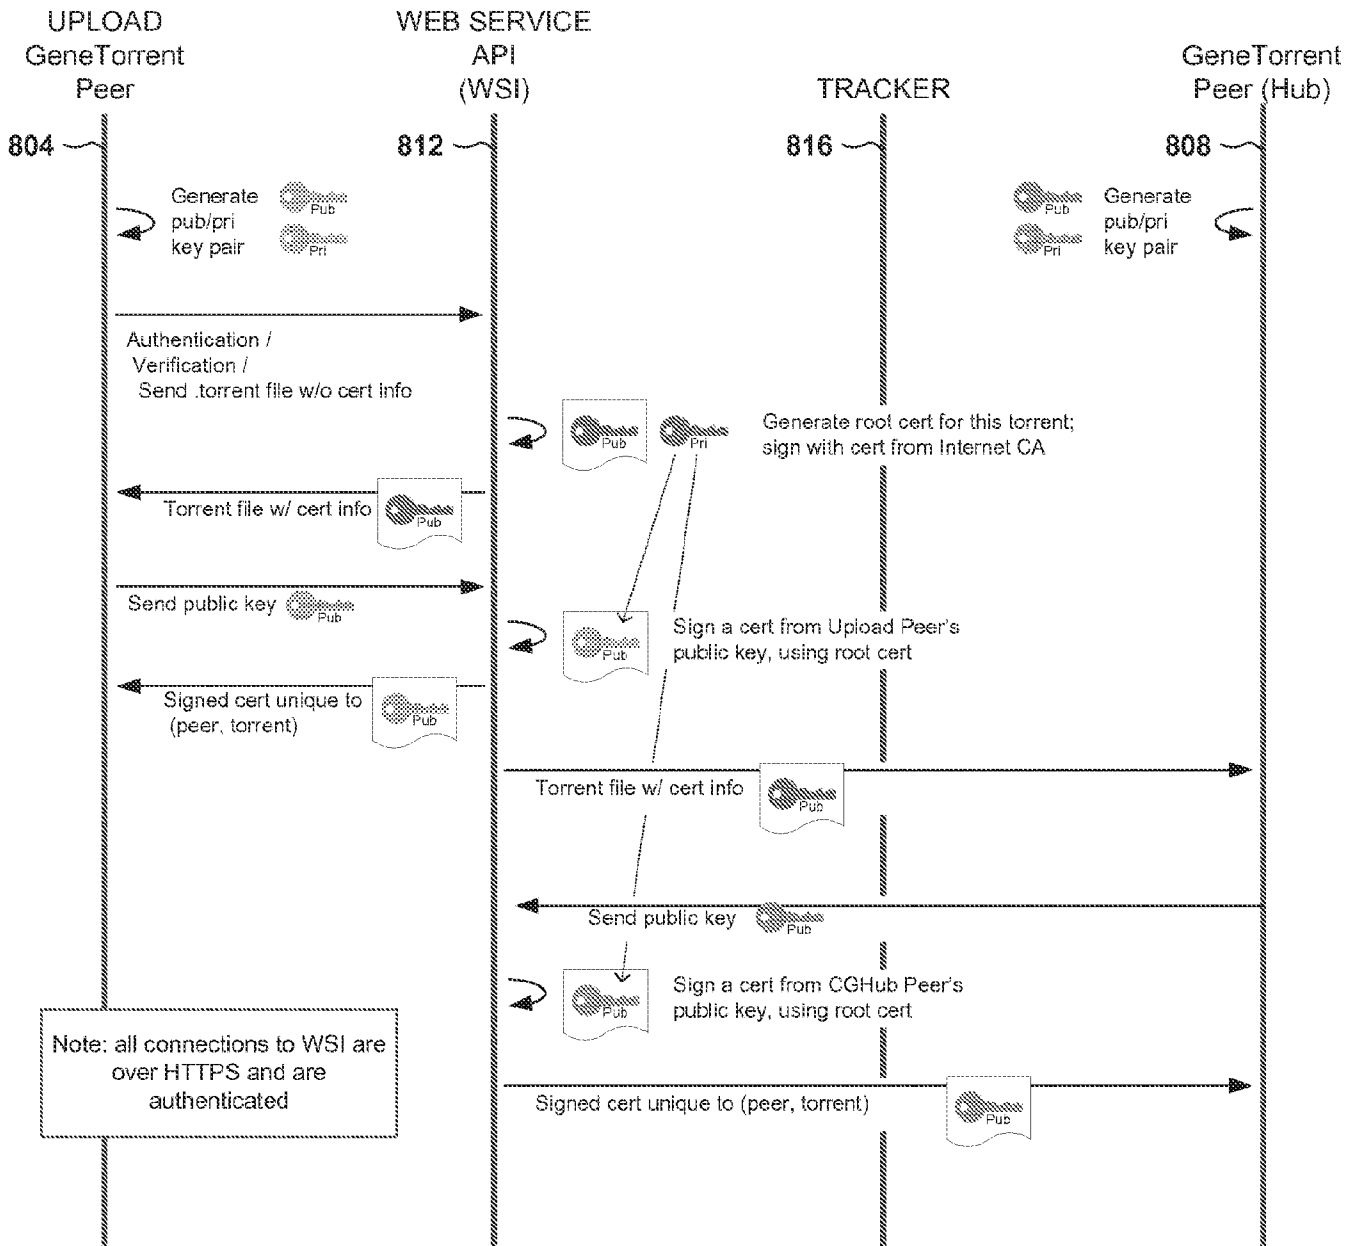 UPLOAD
GeneTorrent
Peer
WEB SERVICE
API
(WSI)
TRACKER
GeneTorrent
Peer (Hub)
804
812
816
808
Generate
pub/pri
key pair
Pub
Pri
Pub
Pri
Generate
pub/pri
key pair
Authentication /
Verification /
Send .torrent file w/o cert info
Pub
Pri
Generate root cert for this torrent;
sign with cert from Internet CA
Torrent file w/ cert info
Pub
Send public key
Pub
Pub
Sign a cert from Upload Peer's
public key, using root cert
Signed cert unique to
(peer, torrent)
Pub
Torrent file w/ cert info
Pub
Send public key
Pub
Pub
Sign a cert from CGHub Peer's
public key, using root cert
Note: all connections to WSI are
over HTTPS and are
authenticated
Signed cert unique to (peer, torrent)
Pub